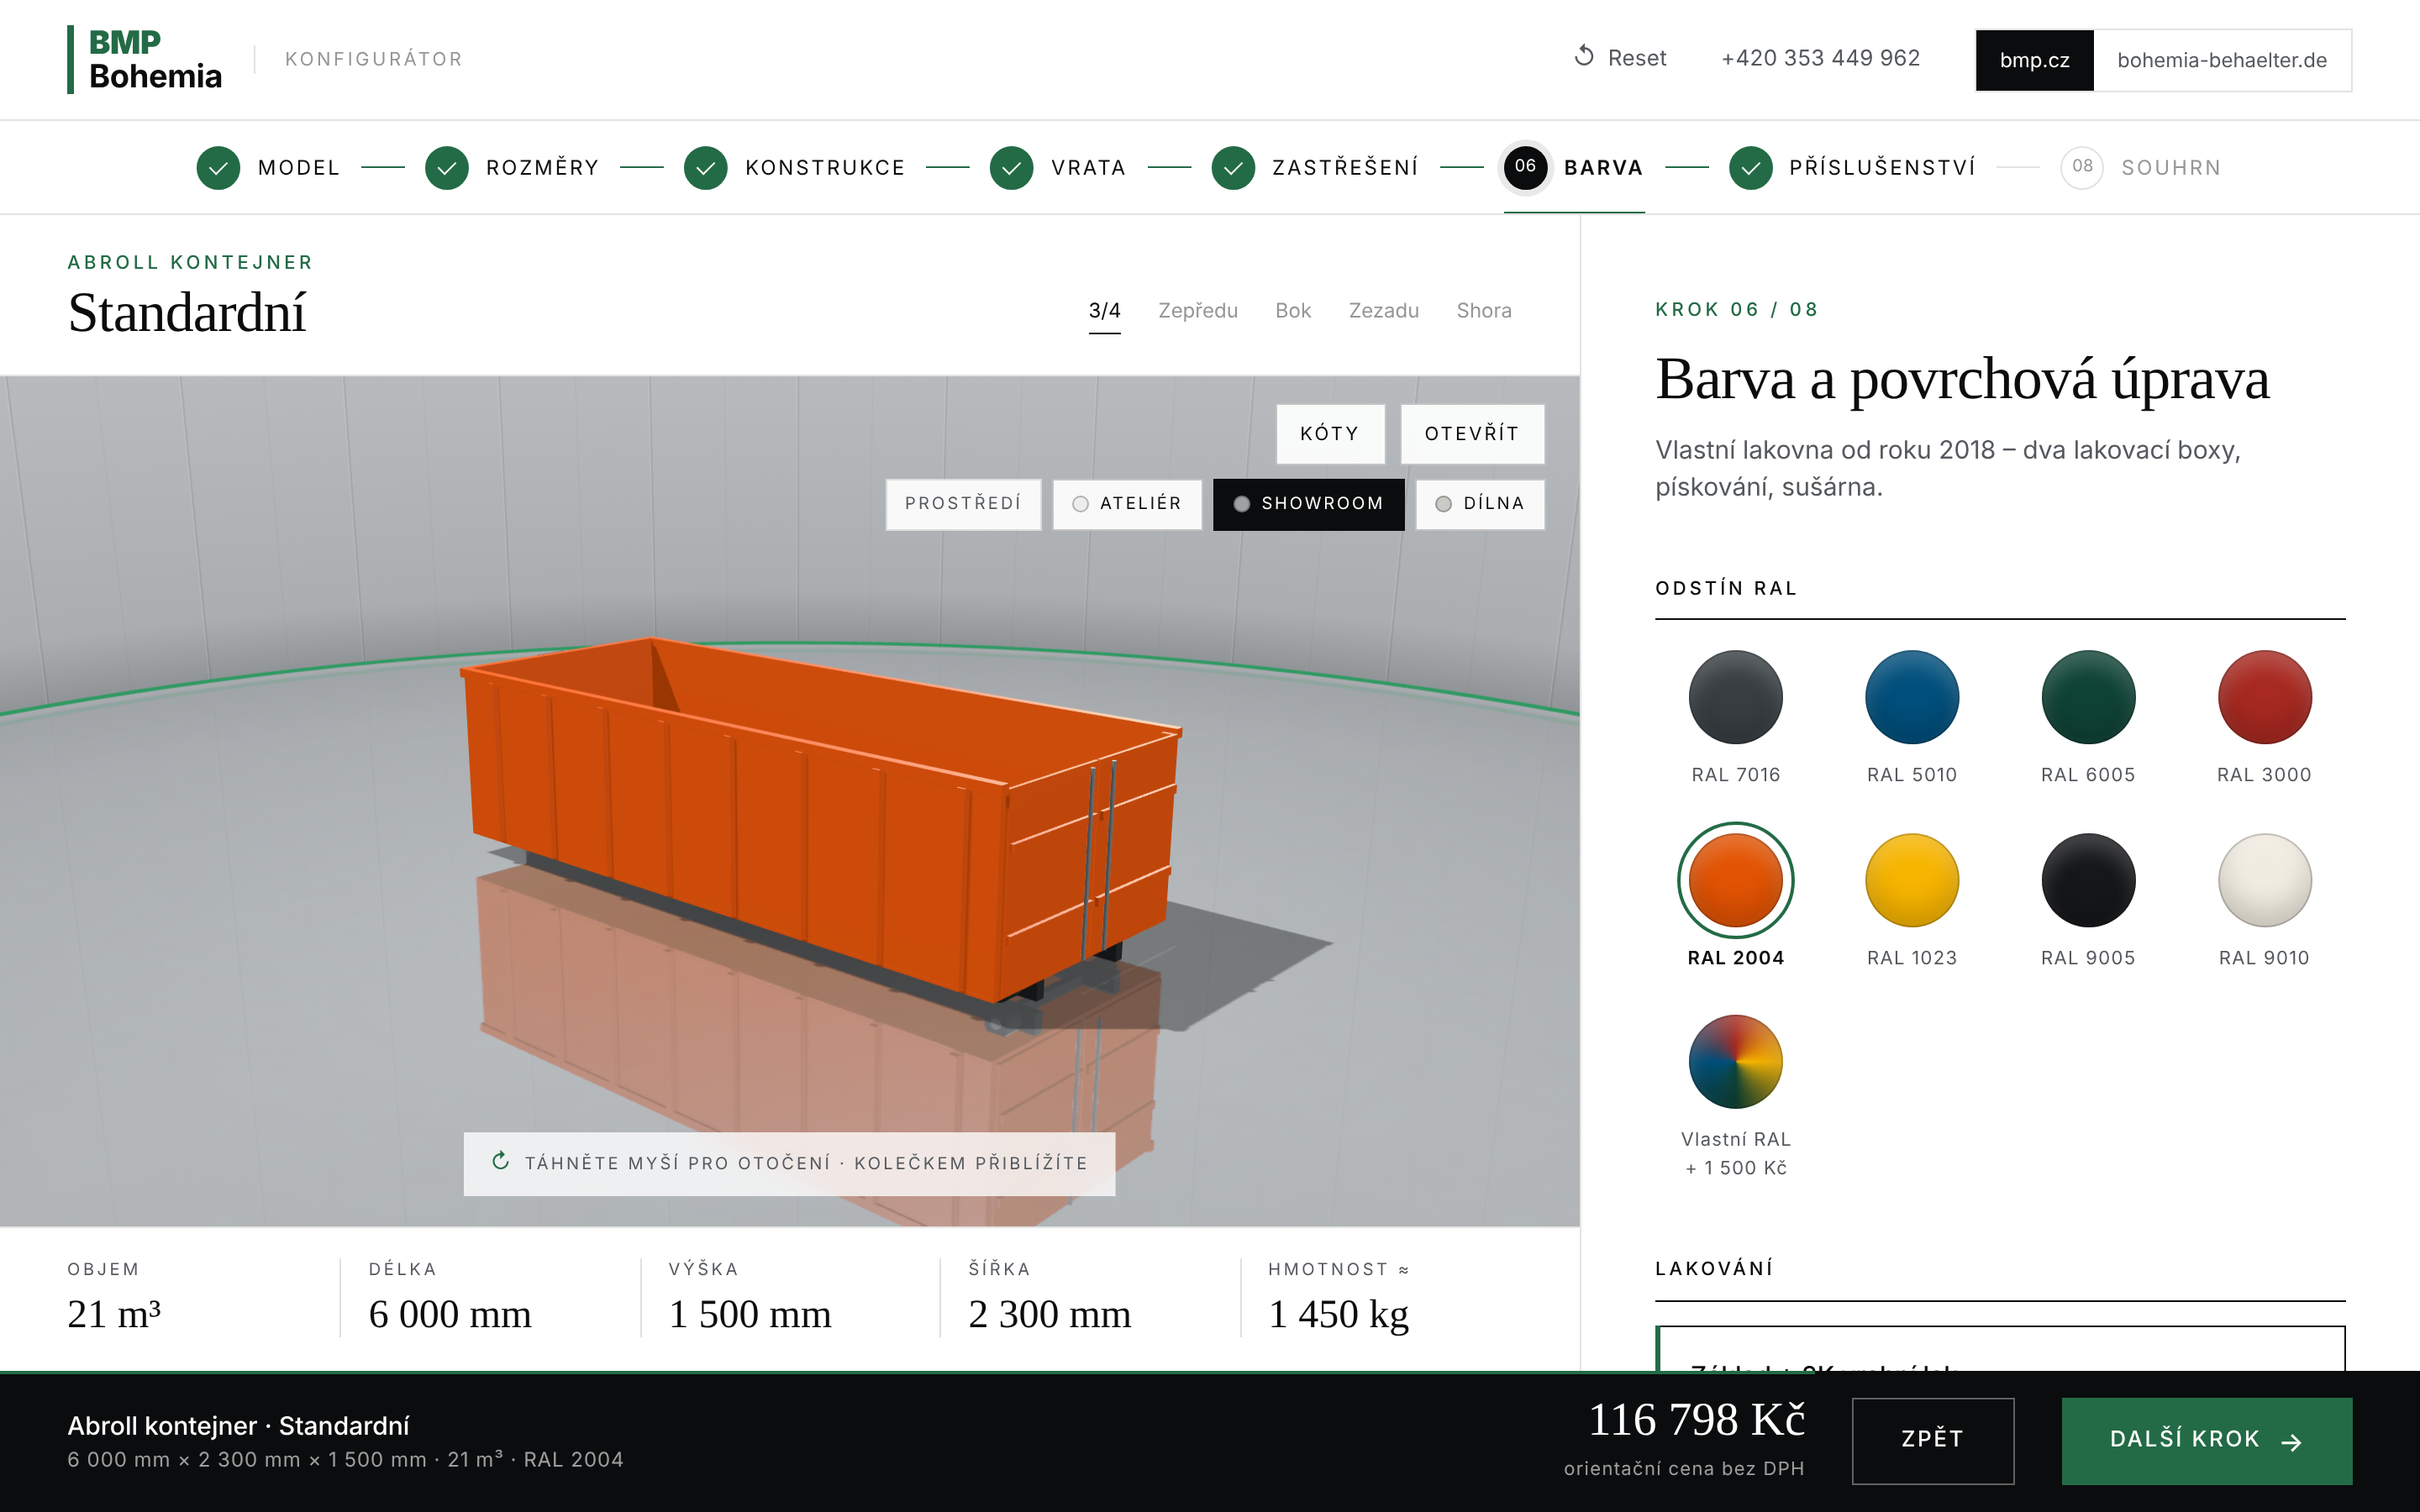 BMP
Bohemia
KONFIGURÁTOR
Reset
+420 353 449 962
bmp.cz
bohemia-behaelter.de
MODEL
ROZMĚRY
KONSTRUKCE
VRATA
ZASTŘEŠENÍ
06 BARVA
PŘÍSLUŠENSTVÍ
08 SOUHRN
ABROLL KONTEJNER
Standardní
3/4 Zepředu Bok Zezadu Shora
KÓTY OTEVŘÍT
PROSTŘEDÍ ATELIÉR SHOWROOM DÍLNA
TÁHNĚTE MYŠÍ PRO OTOČENÍ · KOLEČKEM PŘIBLÍŽÍTE
OBJEM
21 m³
DÉLKA
6 000 mm
VÝŠKA
1 500 mm
ŠÍŘKA
2 300 mm
HMOTNOST ≈
1 450 kg
KROK 06 / 08
Barva a povrchová úprava
Vlastní lakovna od roku 2018 – dva lakovací boxy,
pískování, sušárna.
ODSTÍN RAL
RAL 7016 RAL 5010 RAL 6005 RAL 3000
RAL 2004 RAL 1023 RAL 9005 RAL 9010
Vlastní RAL
+ 1 500 Kč
LAKOVÁNÍ
Abroll kontejner · Standardní
6 000 mm × 2 300 mm × 1 500 mm · 21 m³ · RAL 2004
116 798 Kč
orientační cena bez DPH
ZPĚT
DALŠÍ KROK →